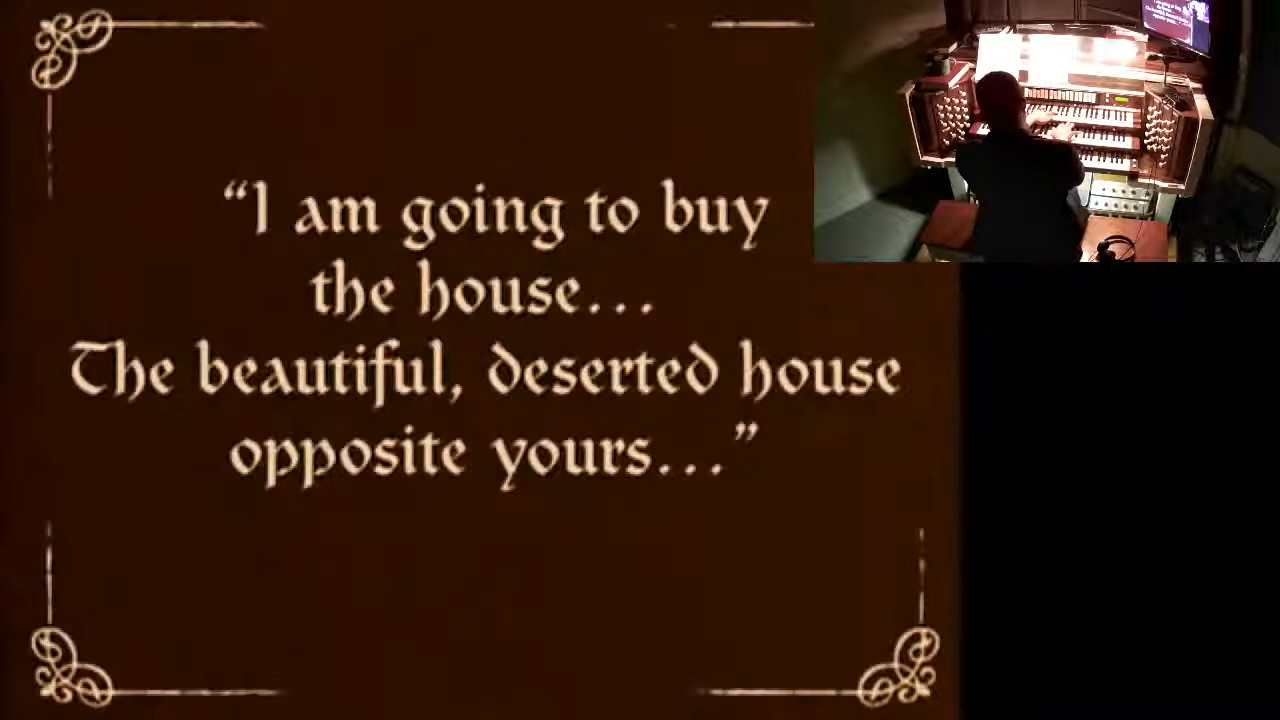 “I am going to buy
the house...
The beautiful, deserted house
opposite yours...”